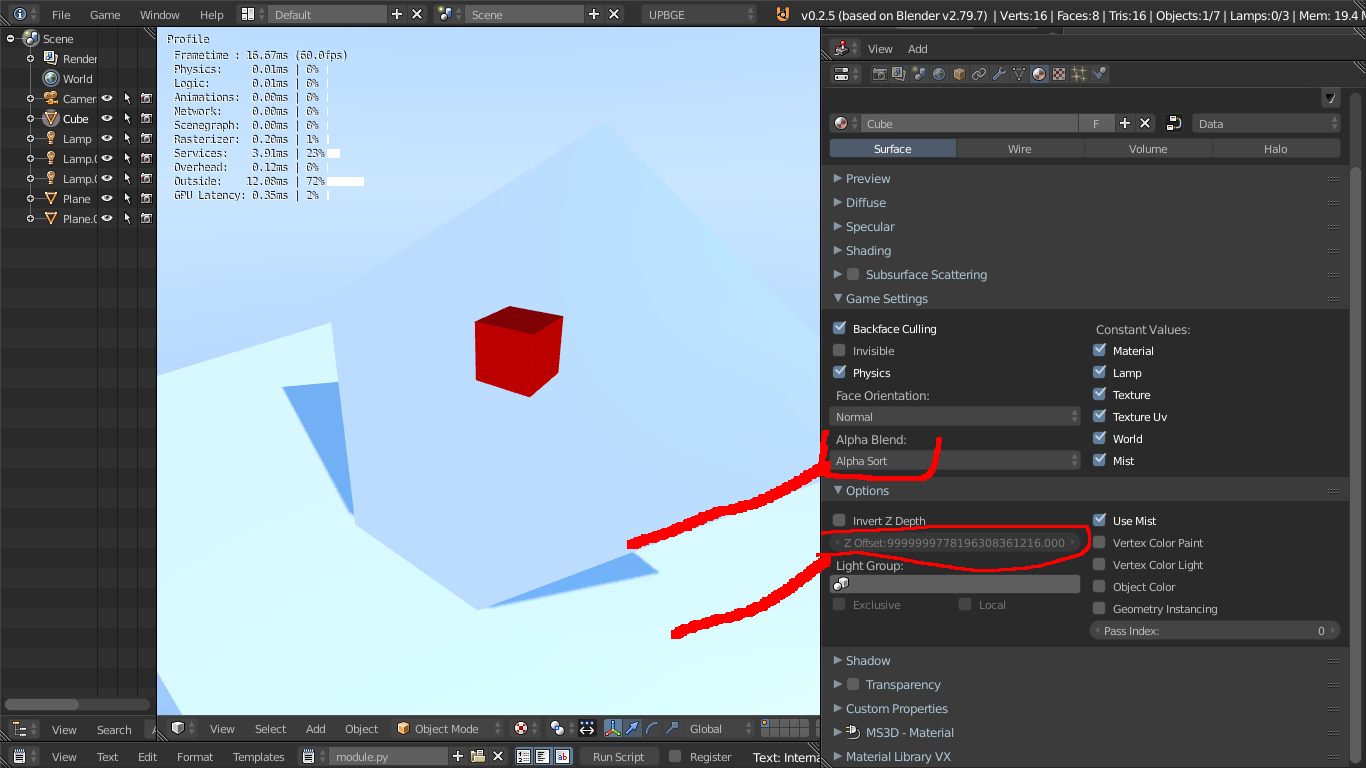 File Game Window Help Default Scene UPBGE v0.2.5 (based on Blender v2.79.7) | Verts:16 | Faces:8 | Tris:16 | Objects:1/7 | Lamps:0/3 | Mem: 19.4
Scene
Render
World
Camer
Cube
Lamp
Lamp.
Lamp.
Plane
Plane.
View Search
Profile
Frametime : 16.67ms (60.0fps)
Physics: 0.01ms | 0%
Logic: 0.01ms | 0%
Animations: 0.00ms | 0%
Network: 0.00ms | 0%
Scenegraph: 0.00ms | 0%
Rasterizer: 0.20ms | 1%
Services: 3.91ms | 23%
Overhead: 0.12ms | 0%
Outside: 12.08ms | 72%
GPU Latency: 0.35ms | 2%
View Select Add Object Object Mode Global
View Text Edit Format Templates module.py Run Script Register Text: Interna
View Add
Cube F Data
Surface Wire Volume Halo
Preview
Diffuse
Specular
Shading
Subsurface Scattering
Game Settings
Backface Culling
Invisible
Physics
Face Orientation:
Normal
Alpha Blend:
Alpha Sort
Constant Values:
Material
Lamp
Texture
Texture Uv
World
Mist
Options
Invert Z Depth
Z Offset:9999999778196308361216.000
Light Group:
Exclusive Local
Use Mist
Vertex Color Paint
Vertex Color Light
Object Color
Geometry Instancing
Pass Index: 0
Shadow
Transparency
Custom Properties
MS3D - Material
Material Library VX